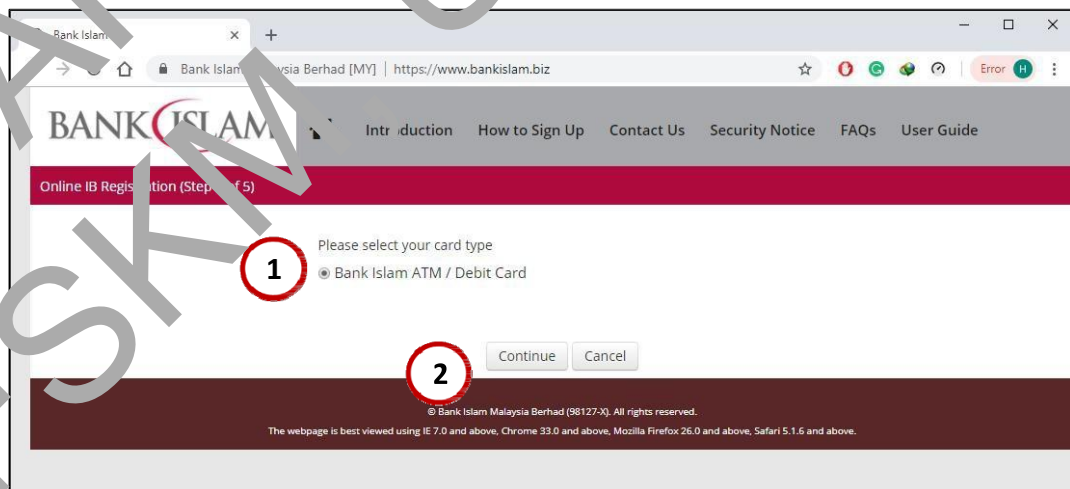 Bank Islam
Bank Islam Malaysia Berhad [MY] | https://www.bankislam.biz
Error H
BANK ISLAM
Introduction How to Sign Up Contact Us Security Notice FAQs User Guide
Online IB Registration (Step of 5)
Please select your card type
1
Bank Islam ATM / Debit Card
Continue Cancel
2
© Bank Islam Malaysia Berhad (98127-X). All rights reserved.
The webpage is best viewed using IE 7.0 and above, Chrome 33.0 and above, Mozilla Firefox 26.0 and above, Safari 5.1.6 and above.